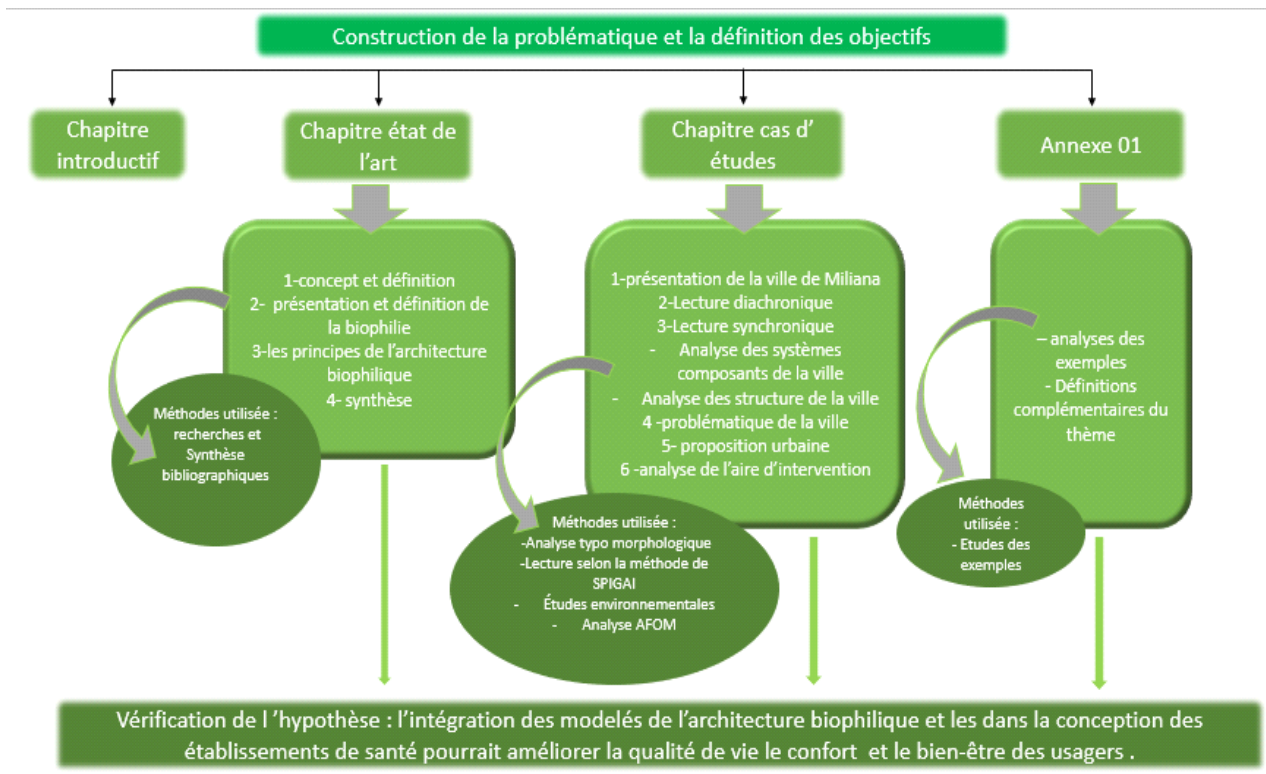 Construction de la problématique et la définition des objectifs
Chapitre
introductif
Chapitre état de
l'art
Chapitre cas d'
études
Annexe 01
1-concept et définition
2- présentation et définition de
la biophilie
3-les principes de l'architecture
biophilique
4- synthèse
Méthodes utilisée :
recherches et
Synthèse
bibliographiques
1-présentation de la ville de Miliana
2-Lecture diachronique
3-Lecture synchronique
- Analyse des systèmes
composants de la ville
- Analyse des structure de la ville
4 -problématique de la ville
5- proposition urbaine
6 -analyse de l'aire d'intervention
Méthodes utilisée :
-Analyse typo morphologique
-Lecture selon la méthode de
SPIGAI
- Études environnementales
- Analyse AFOM
– analyses des
exemples
- Définitions
complémentaires du
thème
Méthodes
utilisée :
- Etudes des
exemples
Vérification de l 'hypothèse : l'intégration des modelés de l'architecture biophilique et les dans la conception des
établissements de santé pourrait améliorer la qualité de vie le confort et le bien-être des usagers .